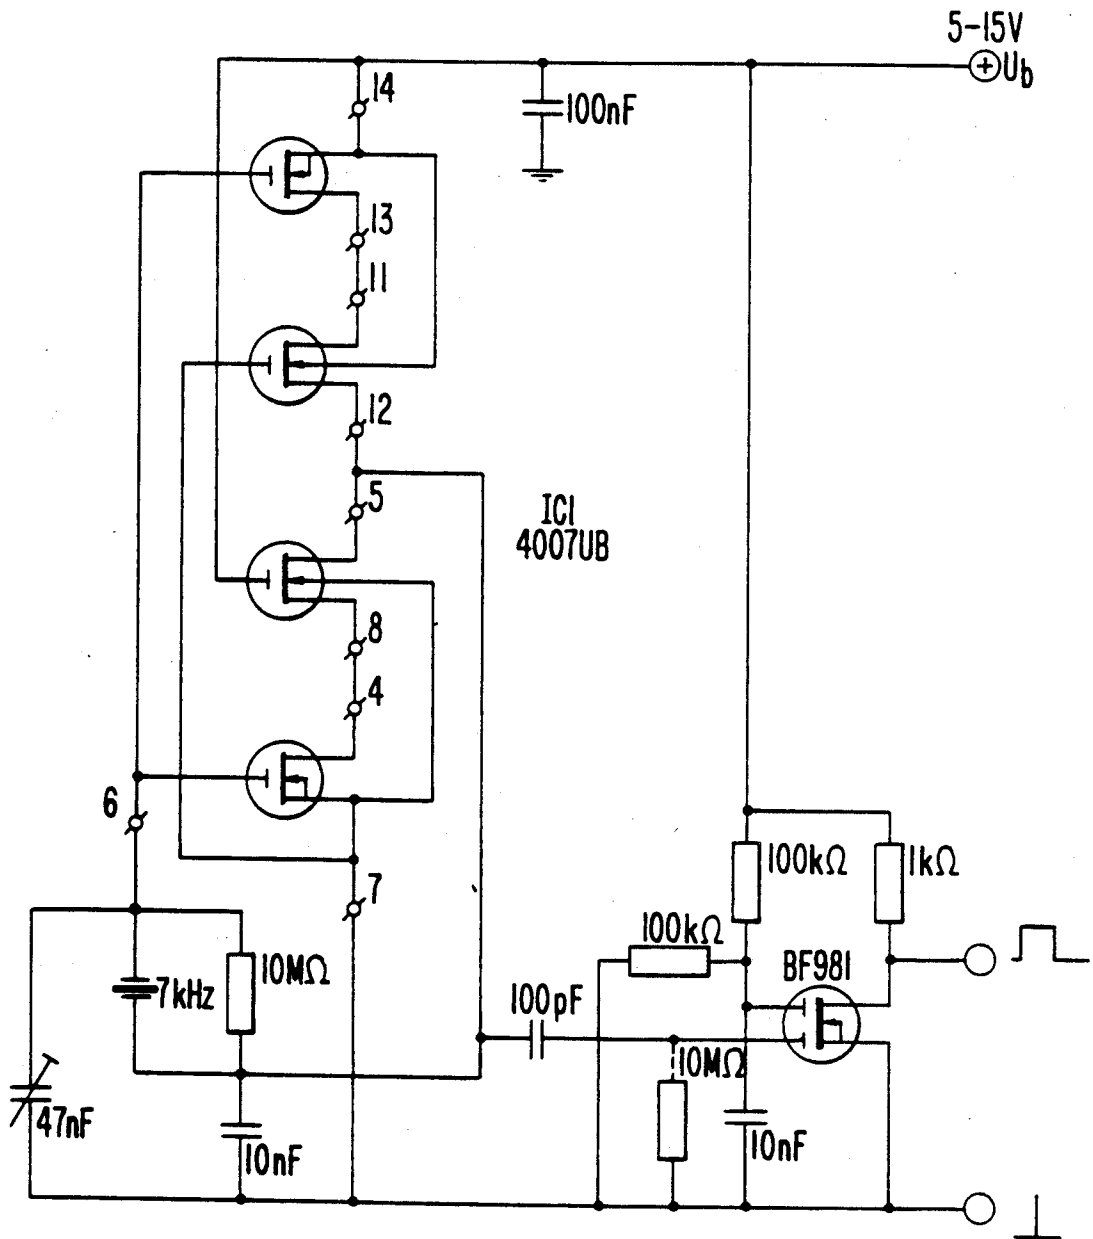 5-15V
Ub
14
100nF
13
11
12
5
IC1
4007UB
8
4
6
7
100kΩ
1kΩ
100kΩ
10MΩ
BF981
7kHz
100pF
10MΩ
47nF
10nF
10nF